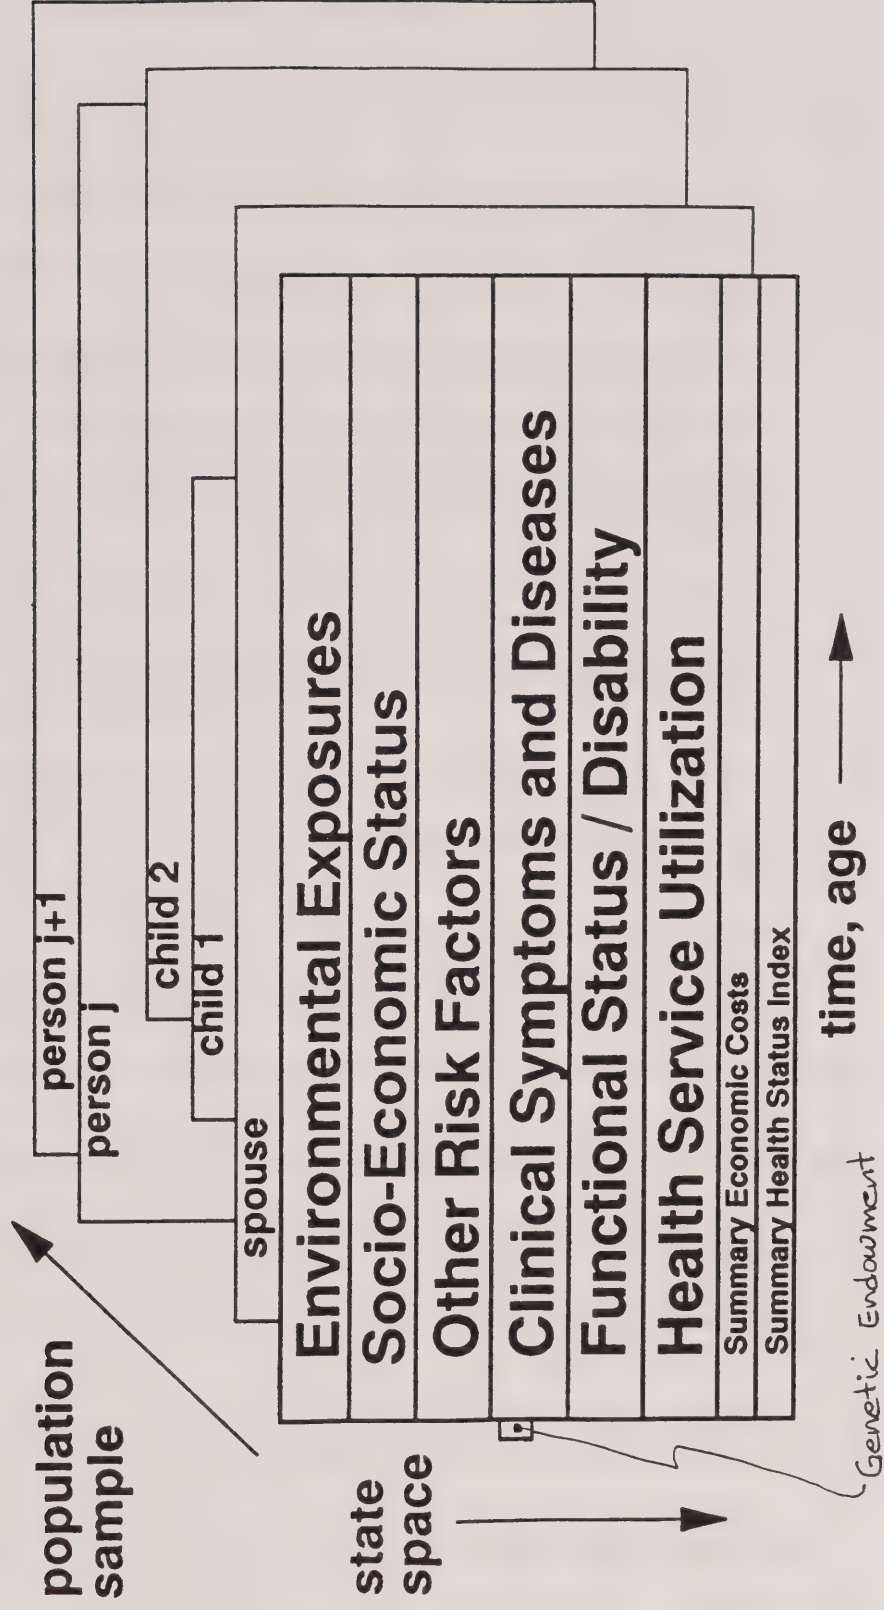 population
sample
person j+1
person j
child 2
child 1
spouse
state
space
Environmental Exposures
Socio-Economic Status
Other Risk Factors
Clinical Symptoms and Diseases
Functional Status / Disability
Health Service Utilization
Summary Economic Costs
Summary Health Status Index
time, age
Genetic Endowment